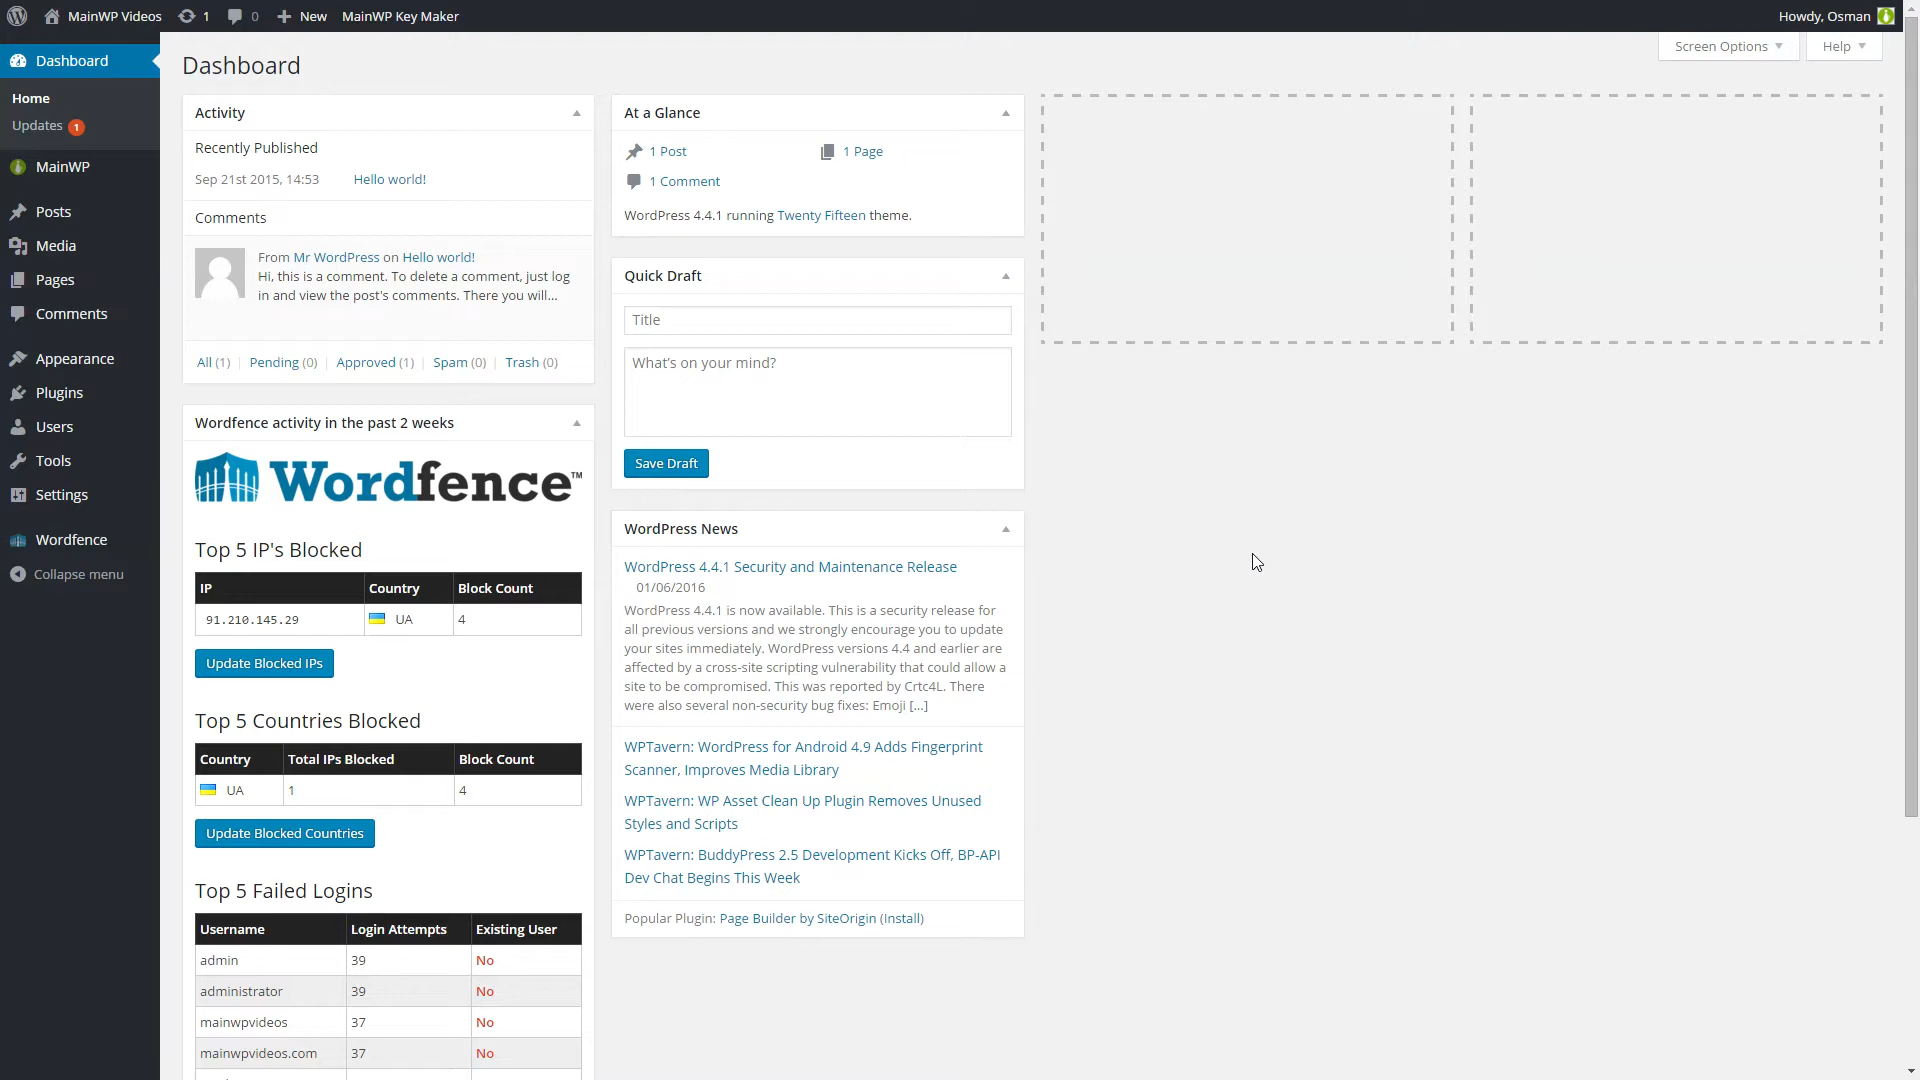 MainWP Videos 1 0 New MainWP Key Maker Howdy, Osman
Screen Options Help
Dashboard
Home
Updates 1
MainWP
Posts
Media
Pages
Comments
Appearance
Plugins
Users
Tools
Settings
Wordfence
Collapse menu
Dashboard
Activity
Recently Published
Sep 21st 2015, 14:53 Hello world!
Comments
From Mr WordPress on Hello world!
Hi, this is a comment. To delete a comment, just log
in and view the post's comments. There you will...
All (1) | Pending (0) | Approved (1) | Spam (0) | Trash (0)
Wordfence activity in the past 2 weeks
Wordfence™
Top 5 IP's Blocked
IP Country Block Count
91.210.145.29 UA 4
Update Blocked IPs
Top 5 Countries Blocked
Country Total IPs Blocked Block Count
UA 1 4
Update Blocked Countries
Top 5 Failed Logins
Username Login Attempts Existing User
admin 39 No
administrator 39 No
mainwpvideos 37 No
mainwpvideos.com 37 No
At a Glance
1 Post 1 Page
1 Comment
WordPress 4.4.1 running Twenty Fifteen theme.
Quick Draft
Title
What's on your mind?
Save Draft
WordPress News
WordPress 4.4.1 Security and Maintenance Release
01/06/2016
WordPress 4.4.1 is now available. This is a security release for
all previous versions and we strongly encourage you to update
your sites immediately. WordPress versions 4.4 and earlier are
affected by a cross-site scripting vulnerability that could allow a
site to be compromised. This was reported by Crtc4L. There
were also several non-security bug fixes: Emoji [...]
WPTavern: WordPress for Android 4.9 Adds Fingerprint
Scanner, Improves Media Library
WPTavern: WP Asset Clean Up Plugin Removes Unused
Styles and Scripts
WPTavern: BuddyPress 2.5 Development Kicks Off, BP-API
Dev Chat Begins This Week
Popular Plugin: Page Builder by SiteOrigin (Install)